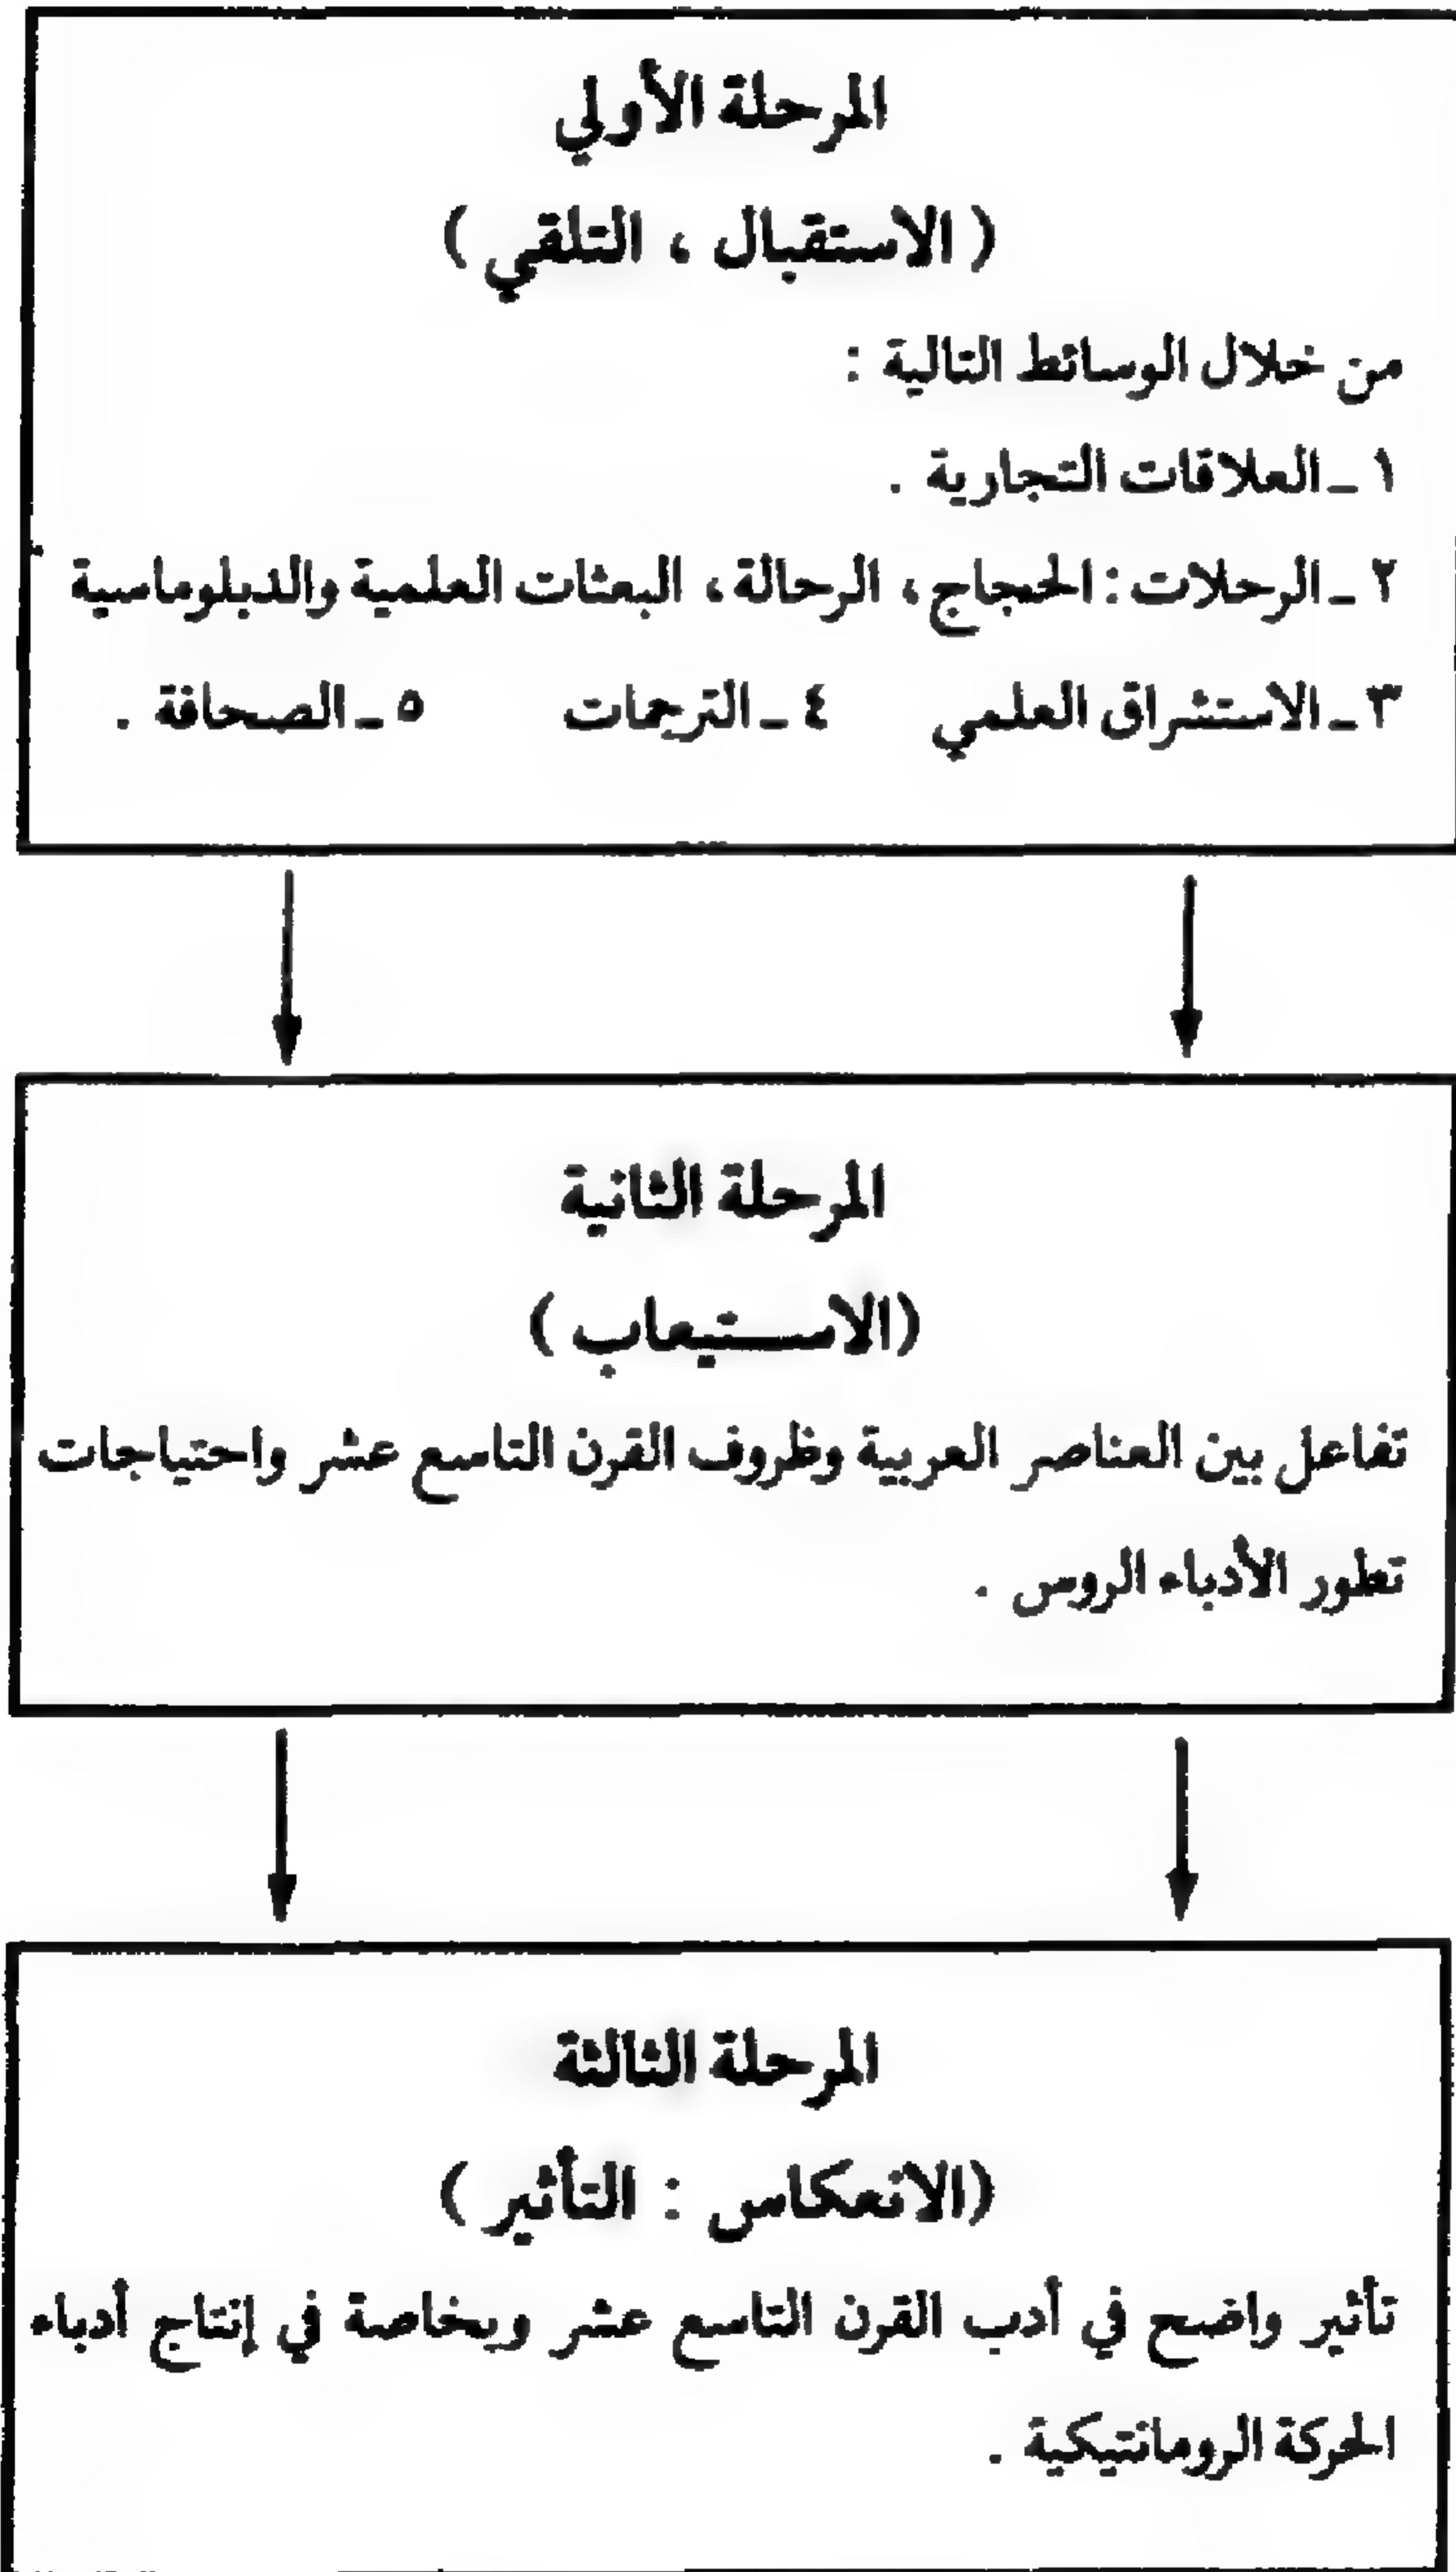 المرحلة الأولي
( الاستقبال ، التلقي )
من خلال الوسائط التالية :
١ ـ العلاقات التجارية .
٢ ـ الرحلات : الحجاج ، الرحالة ، البعثات العلمية والدبلوماسية
٣ ـ الاستشراق العلمي ٤ ـ الترجمات ٥ ـ الصحافة .
المرحلة الثانية
(الاستيعاب )
تفاعل بين العناصر العربية وظروف القرن التاسع عشر واحتياجات
تطور الأدباء الروس .
المرحلة الثالثة
(الانعكاس : التأثير )
تأثير واضح في أدب القرن التاسع عشر وبخاصة في إنتاج أدباء
الحركة الرومانتيكية .